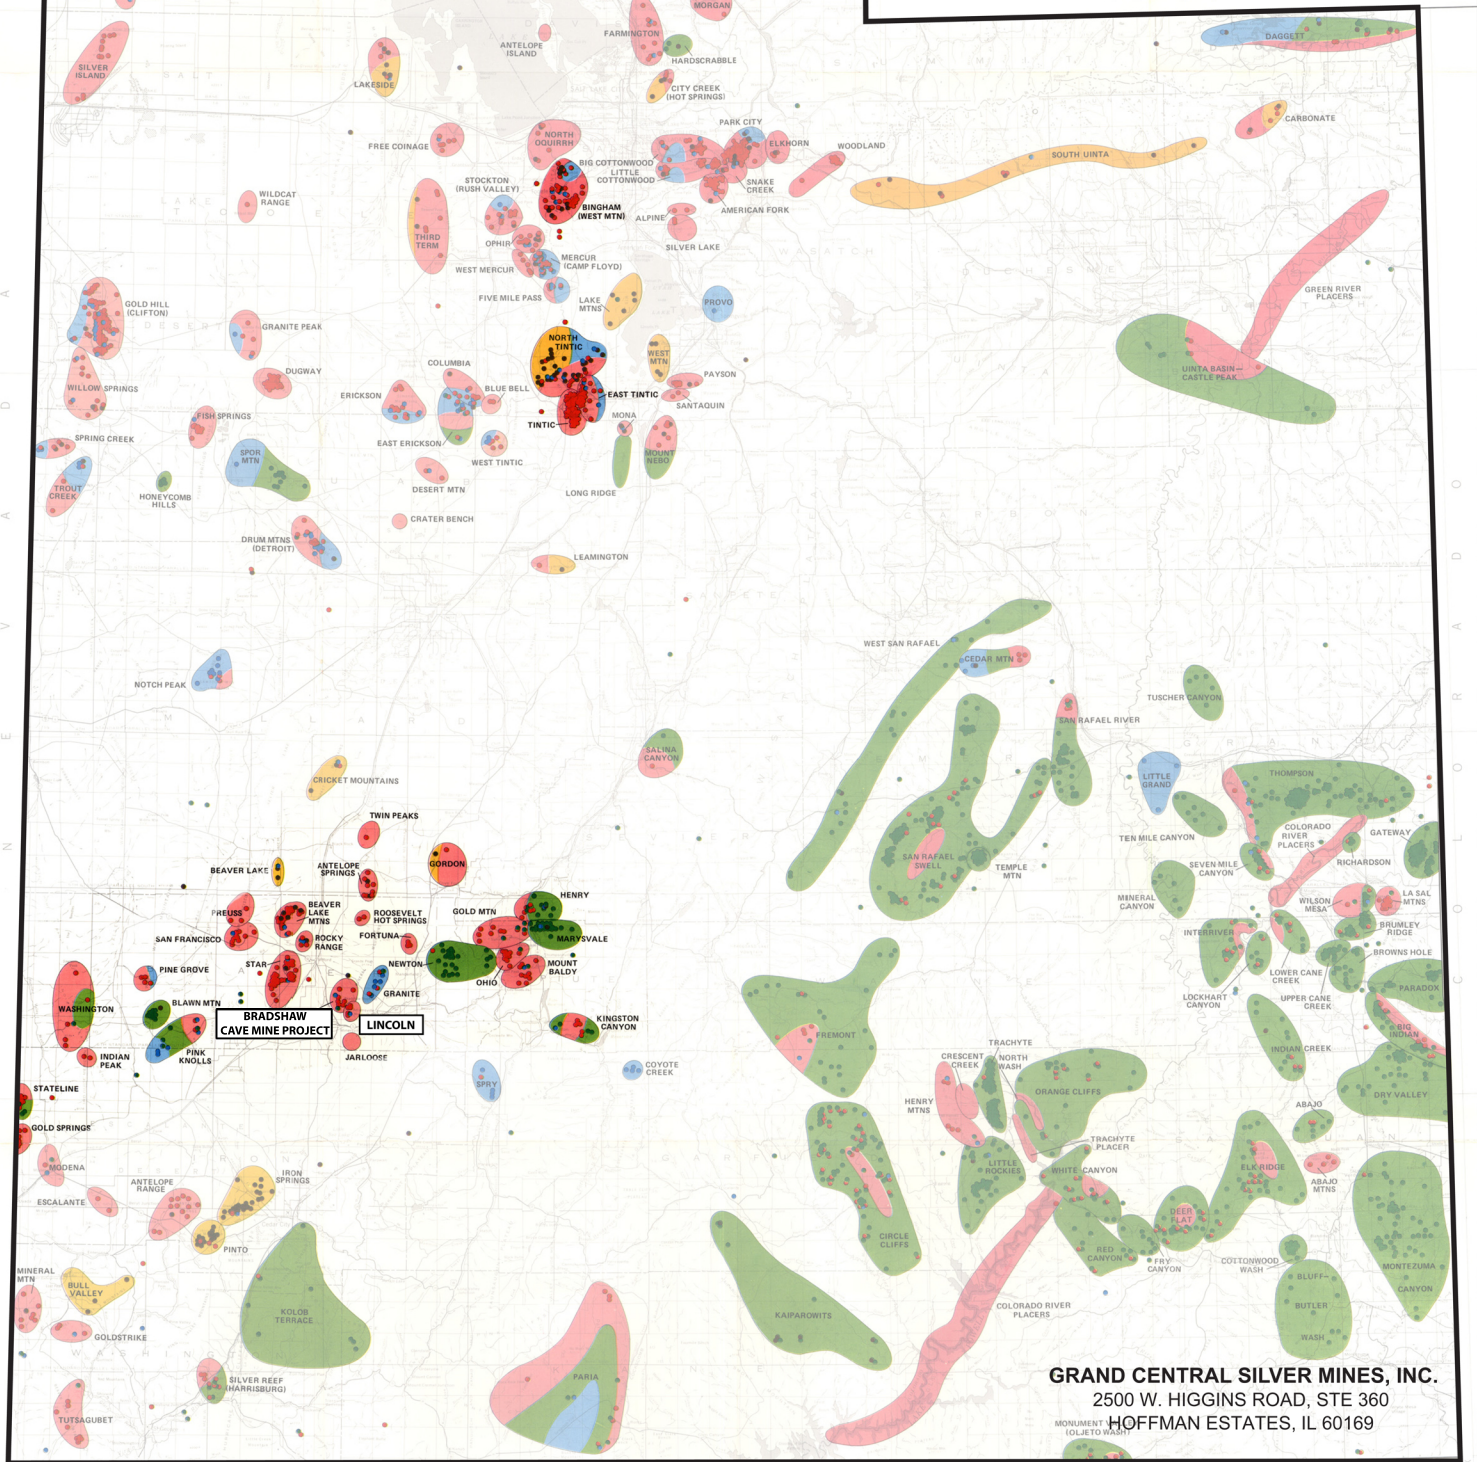 MORGAN
FARMINGTON
ANTELOPE
ISLAND
HARDSCRABBLE
DAGGETT
SILVER
ISLAND
LAKESIDE
CITY CREEK
(HOT SPRINGS)
CARBONATE
PARK CITY
FREE COINAGE
NORTH
OQUIRRH
ELKHORN
WOODLAND
SOUTH UINTA
BIG COTTONWOOD
LITTLE
COTTONWOOD
SNAKE
CREEK
STOCKTON
(RUSH VALLEY)
WILDCAT
RANGE
BINGHAM
(WEST MTN)
AMERICAN FORK
ALPINE
SILVER LAKE
THIRD
TERM
OPHIR
MERCUR
(CAMP FLOYD)
WEST MERCUR
GREEN RIVER
PLACERS
FIVE MILE PASS
LAKE
MTNS
PROVO
GOLD HILL
(CLIFTON)
GRANITE PEAK
NORTH
TINTIC
WEST
MTN
COLUMBIA
DUGWAY
PAYSON
UINTA BASIN—
CASTLE PEAK
WILLOW SPRINGS
ERICKSON
BLUE BELL
EAST TINTIC
SANTAQUIN
FISH SPRINGS
TINTIC
MONA
SPRING CREEK
EAST ERICKSON
WEST TINTIC
MOUNT
NEBO
SPOR
MTN
TROUT
CREEK
HONEYCOMB
HILLS
DESERT MTN
LONG RIDGE
CRATER BENCH
DRUM MTNS
(DETROIT)
LEAMINGTON
WEST SAN RAFAEL
CEDAR MTN
NOTCH PEAK
TUSCHER CANYON
SAN RAFAEL RIVER
SALINA
CANYON
CRICKET MOUNTAINS
LITTLE
GRAND
THOMPSON
TWIN PEAKS
TEN MILE CANYON
COLORADO
RIVER
PLACERS
GATEWAY
GORDON
BEAVER LAKE
ANTELOPE
SPRINGS
SAN RAFAEL
SWELL
TEMPLE
MTN
SEVEN MILE
CANYON
RICHARDSON
MINERAL
CANYON
WILSON
MESA
LA SAL
MTNS
HENRY
PREUSS
BEAVER
LAKE
MTNS
ROOSEVELT
HOT SPRINGS
GOLD MTN
INTERRIVER
BRUMLEY
RIDGE
SAN FRANCISCO
ROCKY
RANGE
FORTUNA
MARYSVALE
BROWNS HOLE
STAR
NEWTON
MOUNT
BALDY
PINE GROVE
OHIO
LOWER CANE
CREEK
LOCKHART
CANYON
UPPER CANE
CREEK
PARADOX
GRANITE
WASHINGTON
BLAWN MTN
BRADSHAW
CAVE MINE PROJECT
LINCOLN
KINGSTON
CANYON
FREMONT
BIG
INDIAN
PINK
KNOLLS
INDIAN
PEAK
JARLOOSE
INDIAN CREEK
COYOTE
CREEK
SPRY
TRACHYTE
NORTH
WASH
CRESCENT
CREEK
ORANGE CLIFFS
DRY VALLEY
STATELINE
HENRY
MTNS
ABAJO
GOLD SPRINGS
TRACHYTE
PLACER
MODENA
LITTLE
ROCKIES
WHITE CANYON
ELK RIDGE
ABAJO
MTNS
ANTELOPE
RANGE
IRON
SPRINGS
ESCALANTE
DEER
FLAT
PINTO
CIRCLE
CLIFFS
RED
CANYON
FRY
CANYON
COTTONWOOD
WASH
MONTEZUMA
CANYON
MINERAL
MTN
BULL
VALLEY
KOLOB
TERRACE
KAIPAROWITS
COLORADO RIVER
PLACERS
BLUFF—
BUTLER
WASH
GOLDSTRIKE
SILVER REEF
(HARRISBURG)
PARIA
TUTSAGUBET
GRAND CENTRAL SILVER MINES, INC.
2500 W. HIGGINS ROAD, STE 360
HOFFMAN ESTATES, IL 60169
(OLJETO WASH)
NEVADA
COLORADO